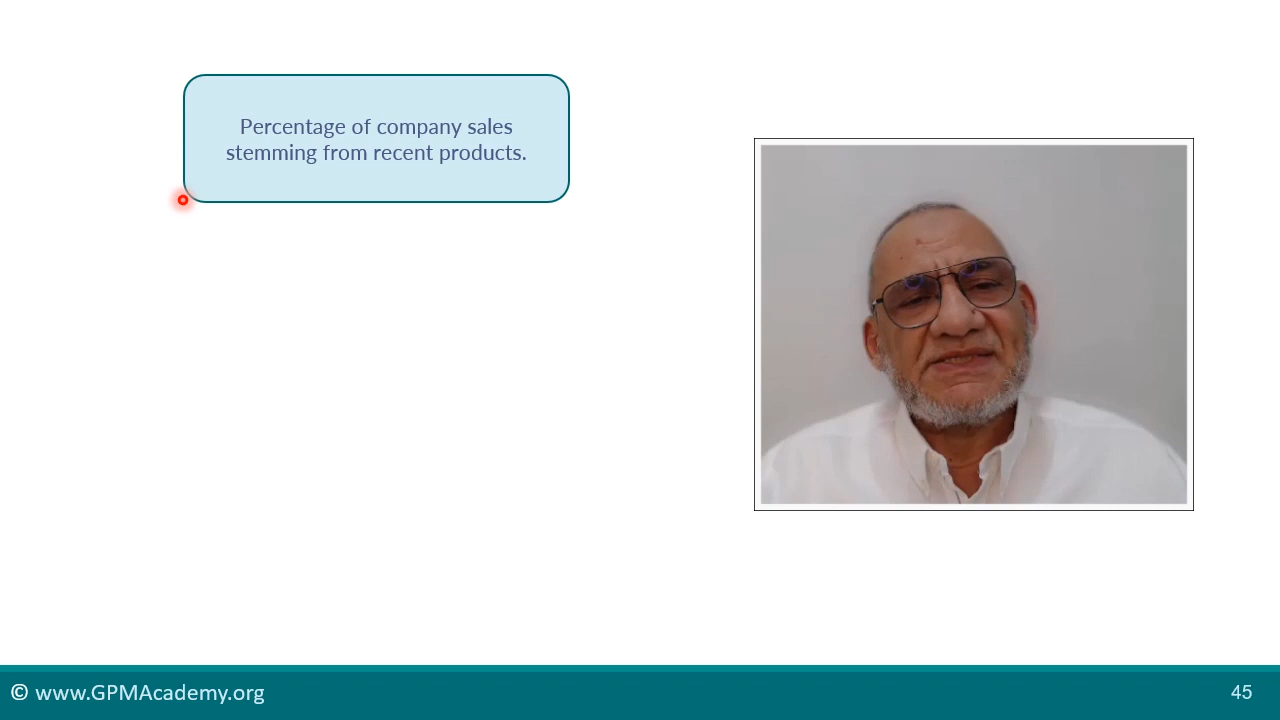 Percentage of company sales
stemming from recent products.
© www.GPMAcademy.org
45